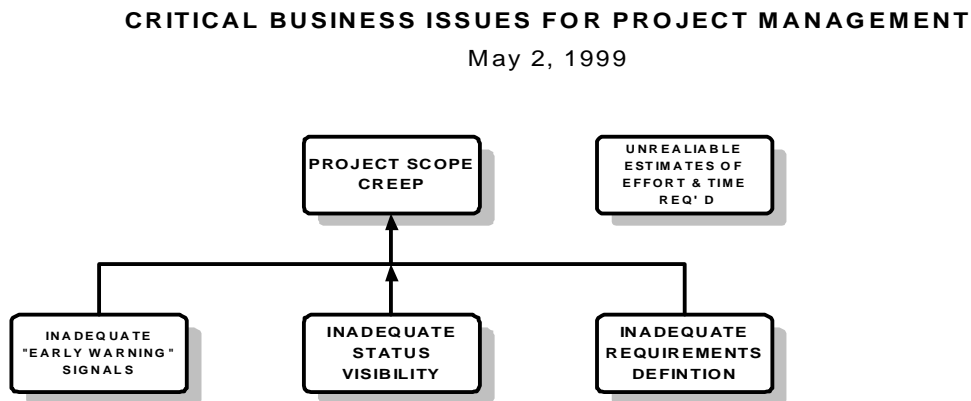 CRITICAL BUSINESS ISSUES FOR PROJECT MANAGEMENT
May 2, 1999
PROJECT SCOPE
CREEP
UNREALIABLE
ESTIMATES OF
EFFORT & TIME
REQ' D
INADEQUATE
"EARLY WARNING"
SIGNALS
INADEQUATE
STATUS
VISIBILITY
INADEQUATE
REQUIREMENTS
DEFINTION